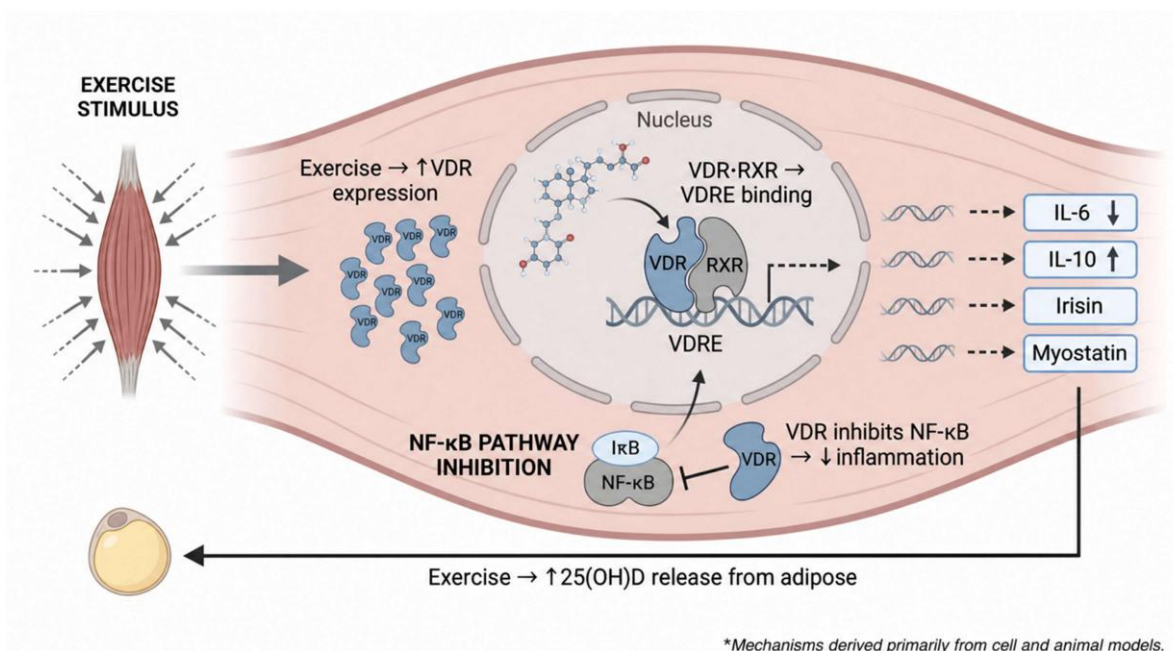 EXERCISE
STIMULUS
Exercise → ↑VDR
expression
VDR
VDR
VDR
VDR
VDR
VDR
VDR
VDR
VDR
Nucleus
VDR·RXR →
VDRE binding
VDR
RXR
VDRE
IL-6 ↓
IL-10 ↑
Irisin
Myostatin
NF-κB PATHWAY
INHIBITION
IκB
NF-κB
VDR
VDR inhibits NF-κB
→ ↓inflammation
Exercise → ↑25(OH)D release from adipose
*Mechanisms derived primarily from cell and animal models.